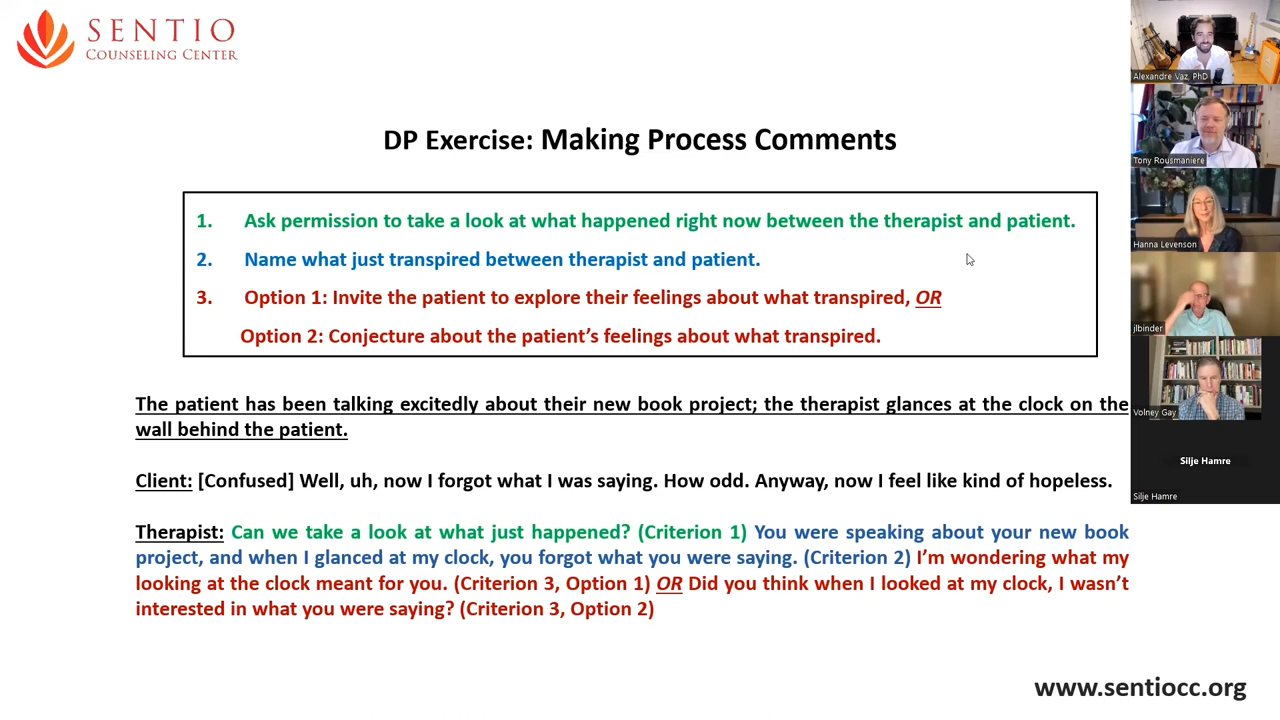 SENTIO
COUNSELING CENTER
DP Exercise: Making Process Comments
1. Ask permission to take a look at what happened right now between the therapist and patient.
2. Name what just transpired between therapist and patient.
3. Option 1: Invite the patient to explore their feelings about what transpired, OR
Option 2: Conjecture about the patient’s feelings about what transpired.
The patient has been talking excitedly about their new book project; the therapist glances at the clock on the
wall behind the patient.
Client: [Confused] Well, uh, now I forgot what I was saying. How odd. Anyway, now I feel like kind of hopeless.
Therapist: Can we take a look at what just happened? (Criterion 1) You were speaking about your new book
project, and when I glanced at my clock, you forgot what you were saying. (Criterion 2) I’m wondering what my
looking at the clock meant for you. (Criterion 3, Option 1) OR Did you think when I looked at my clock, I wasn’t
interested in what you were saying? (Criterion 3, Option 2)
www.sentiocc.org
Alexandre Vaz, PhD
Tony Rousmaniere
Hanna Levenson
jlbinder
Volney Gay
Silje Hamre
Silje Hamre